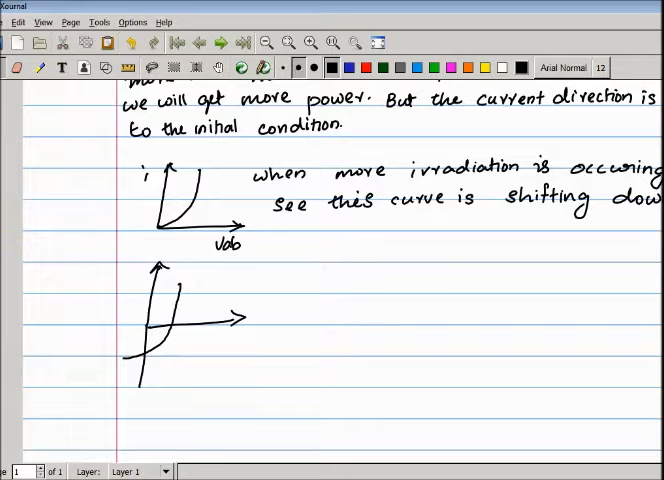 Xournal
Edit View Page Tools Options Help
Arial Normal 12
we will get more power. But the current direction is
to the initial condition.
i
when more irradiation is occuring
see this curve is shifting dow
Vab
1 of 1 Layer: Layer 1